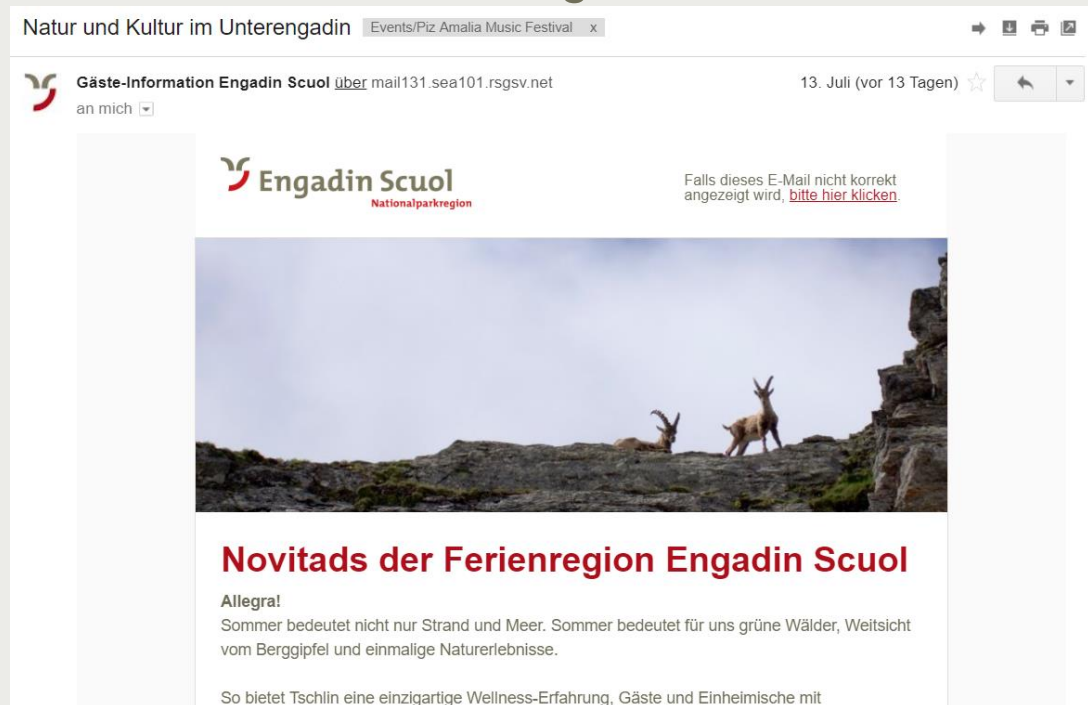 Natur und Kultur im Unterengadin Events/Piz Amalia Music Festival x
Gäste-Information Engadin Scuol über mail131.sea101.rsgsv.net 13. Juli (vor 13 Tagen)
an mich
Engadin Scuol
Nationalparkregion
Falls dieses E-Mail nicht korrekt
angezeigt wird, bitte hier klicken.
Novitads der Ferienregion Engadin Scuol
Allegra!
Sommer bedeutet nicht nur Strand und Meer. Sommer bedeutet für uns grüne Wälder, Weitsicht
vom Berggipfel und einmalige Naturerlebnisse.
So bietet Tschlin eine einzigartige Wellness-Erfahrung, Gäste und Einheimische mit